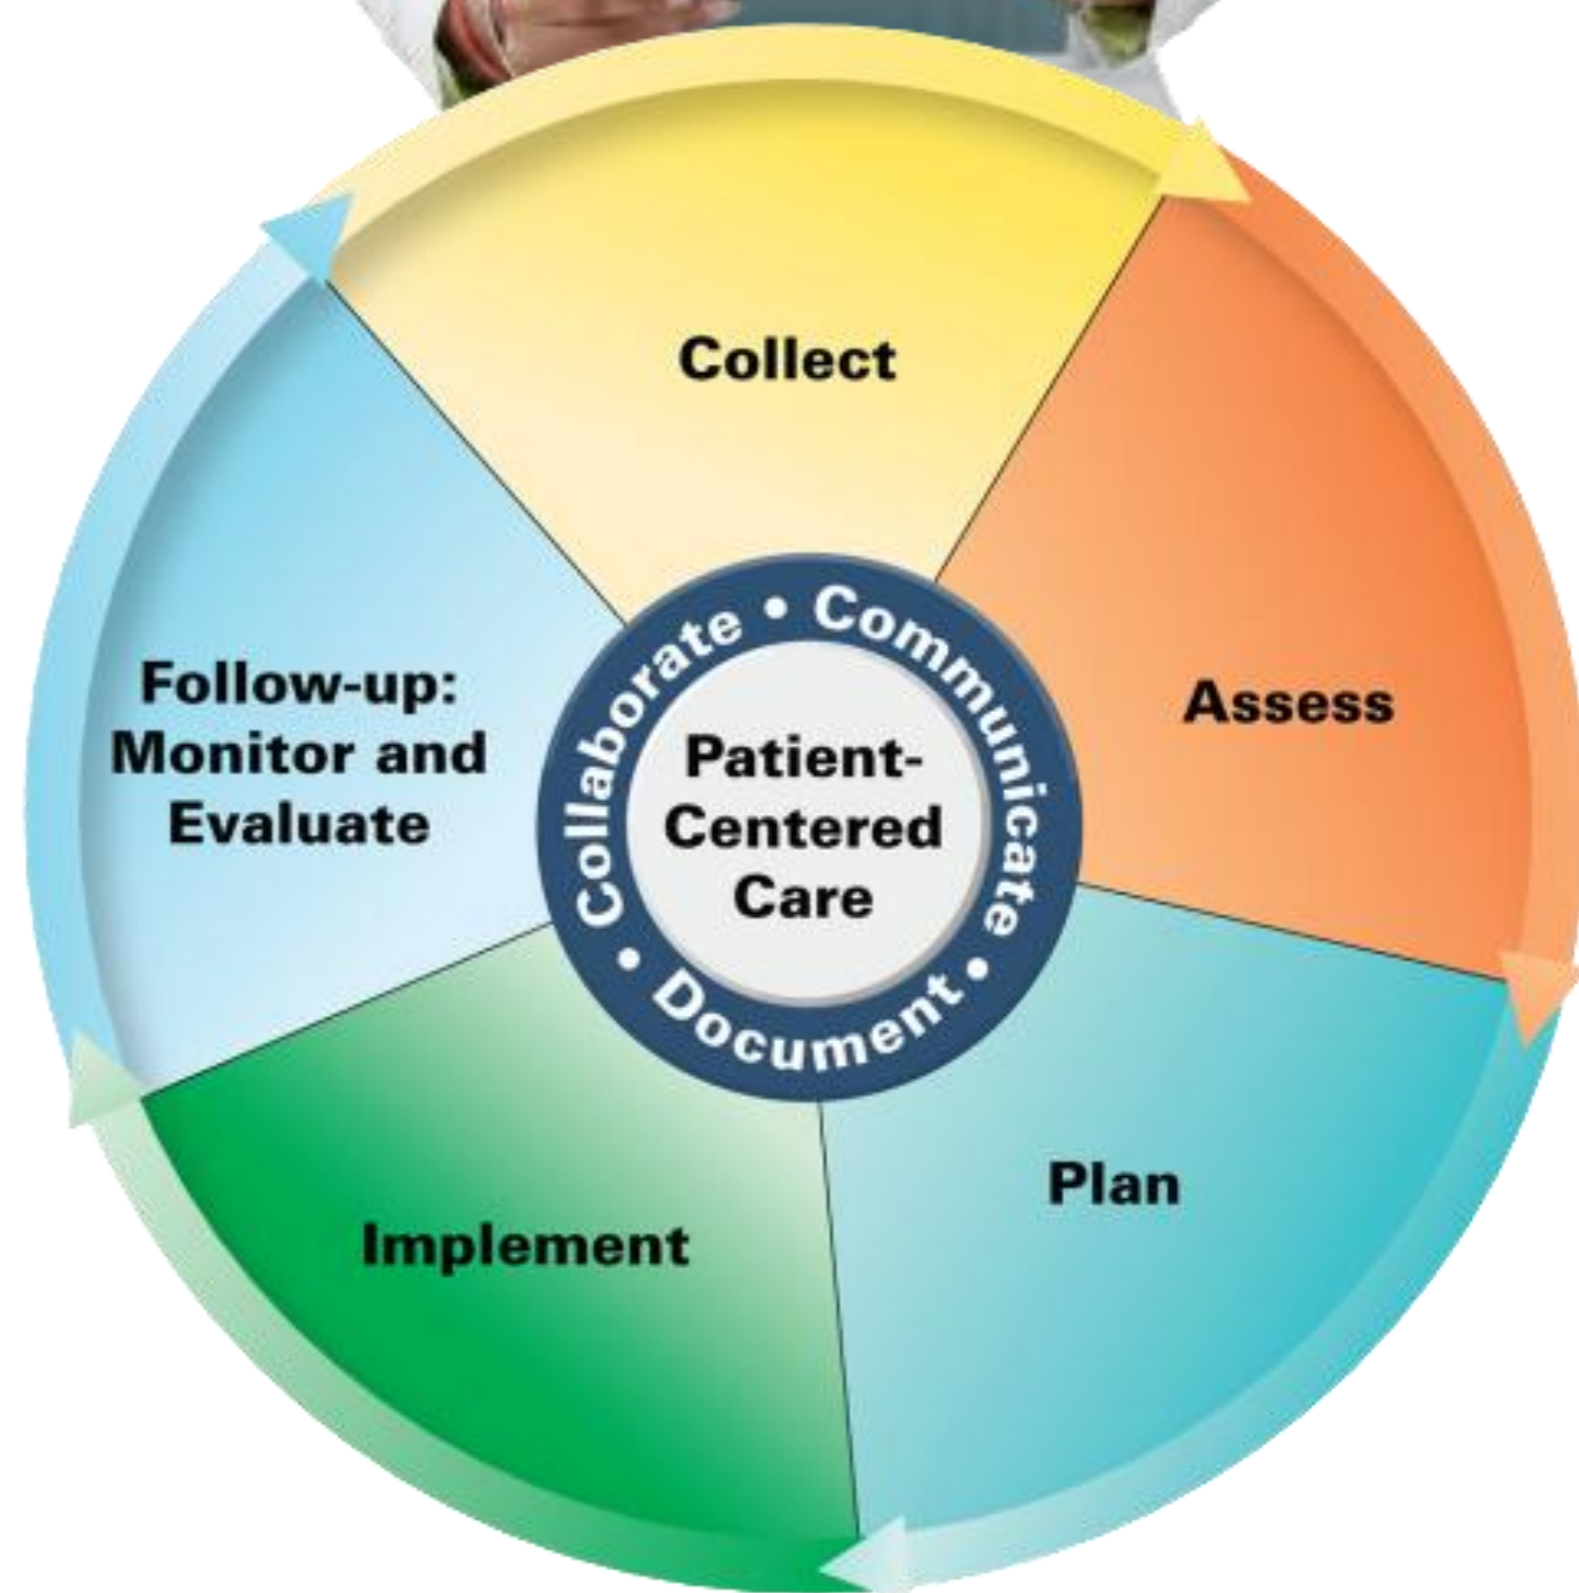 Collect
Assess
Plan
Implement
Follow-up:
Monitor and
Evaluate
Collaborate • Communicate • Document •
Patient-
Centered
Care